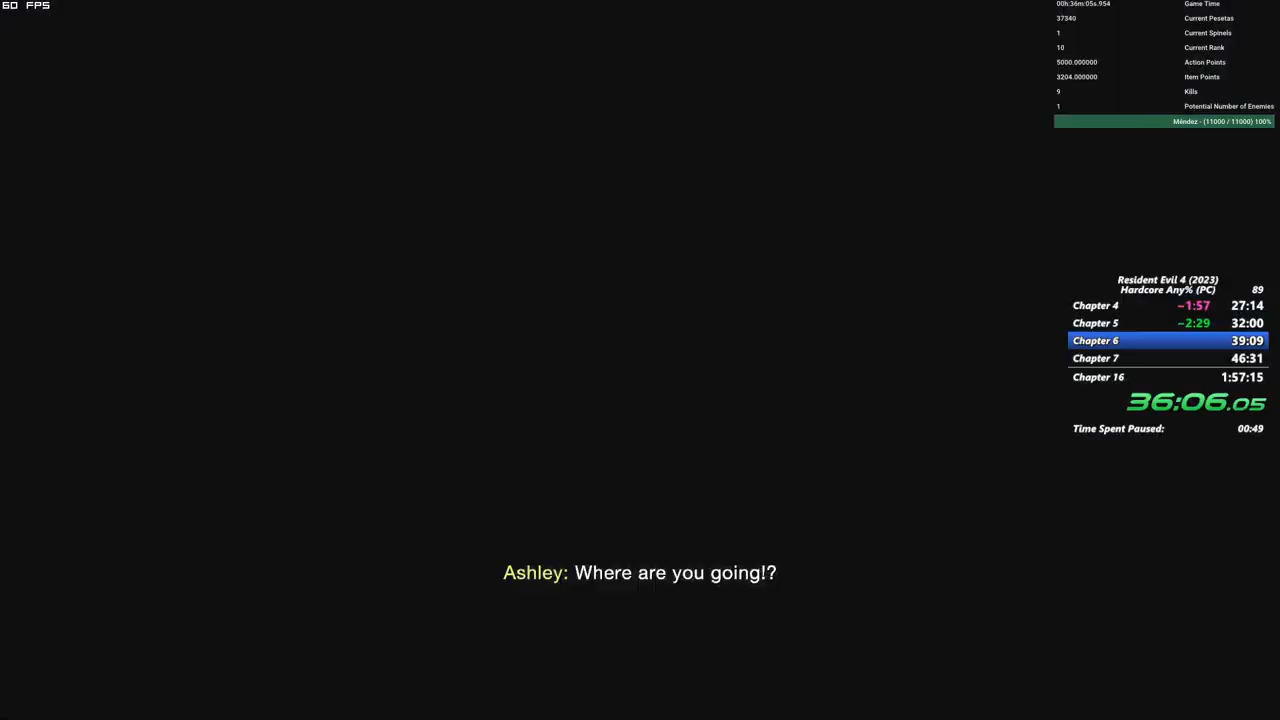 60 FPS
00h:36m:05s.954 Game Time
37340 Current Pesetas
1 Current Spinels
10 Current Rank
5000.000000 Action Points
3204.000000 Item Points
9 Kills
1 Potential Number of Enemies
Méndez - (11000 / 11000) 100%
Resident Evil 4 (2023)
Hardcore Any% (PC) 89
Chapter 4 −1:57 27:14
Chapter 5 −2:29 32:00
Chapter 6 39:09
Chapter 7 46:31
Chapter 16 1:57:15
36:06.05
Time Spent Paused: 00:49
Ashley: Where are you going!?